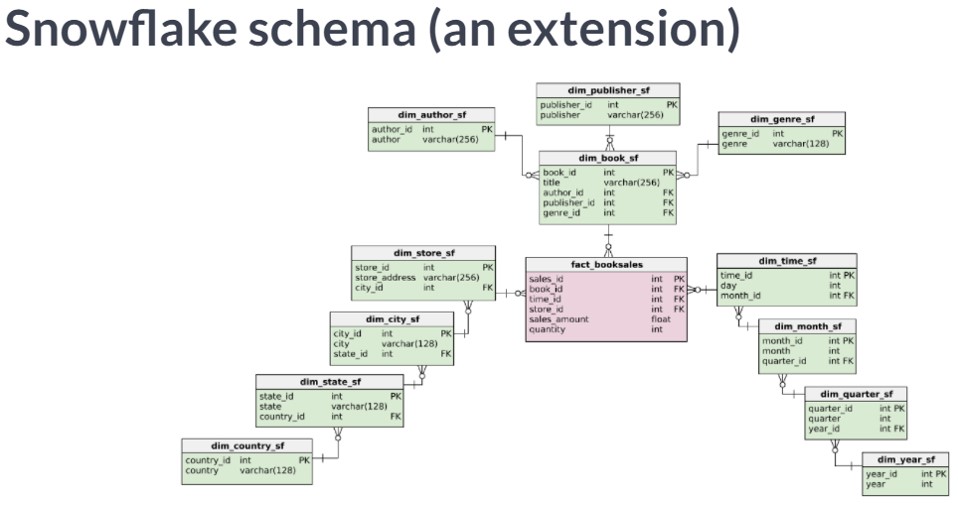 Snowflake schema (an extension)
dim_publisher_sf
publisher_id int PK
publisher varchar(256)
dim_author_sf
author_id int PK
author varchar(256)
dim_genre_sf
genre_id int PK
genre varchar(128)
dim_book_sf
book_id int PK
title varchar(256)
author_id int FK
publisher_id int FK
genre_id int FK
dim_store_sf
store_id int PK
store_address varchar(256)
city_id int FK
fact_booksales
sales_id int PK
book_id int FK
time_id int FK
store_id int FK
sales_amount float
quantity int
dim_time_sf
time_id int PK
day int
month_id int FK
dim_city_sf
city_id int PK
city varchar(128)
state_id int FK
dim_month_sf
month_id int PK
month int
quarter_id int FK
dim_state_sf
state_id int PK
state varchar(128)
country_id int FK
dim_quarter_sf
quarter_id int PK
quarter int
year_id int FK
dim_country_sf
country_id int PK
country varchar(128)
dim_year_sf
year_id int PK
year int